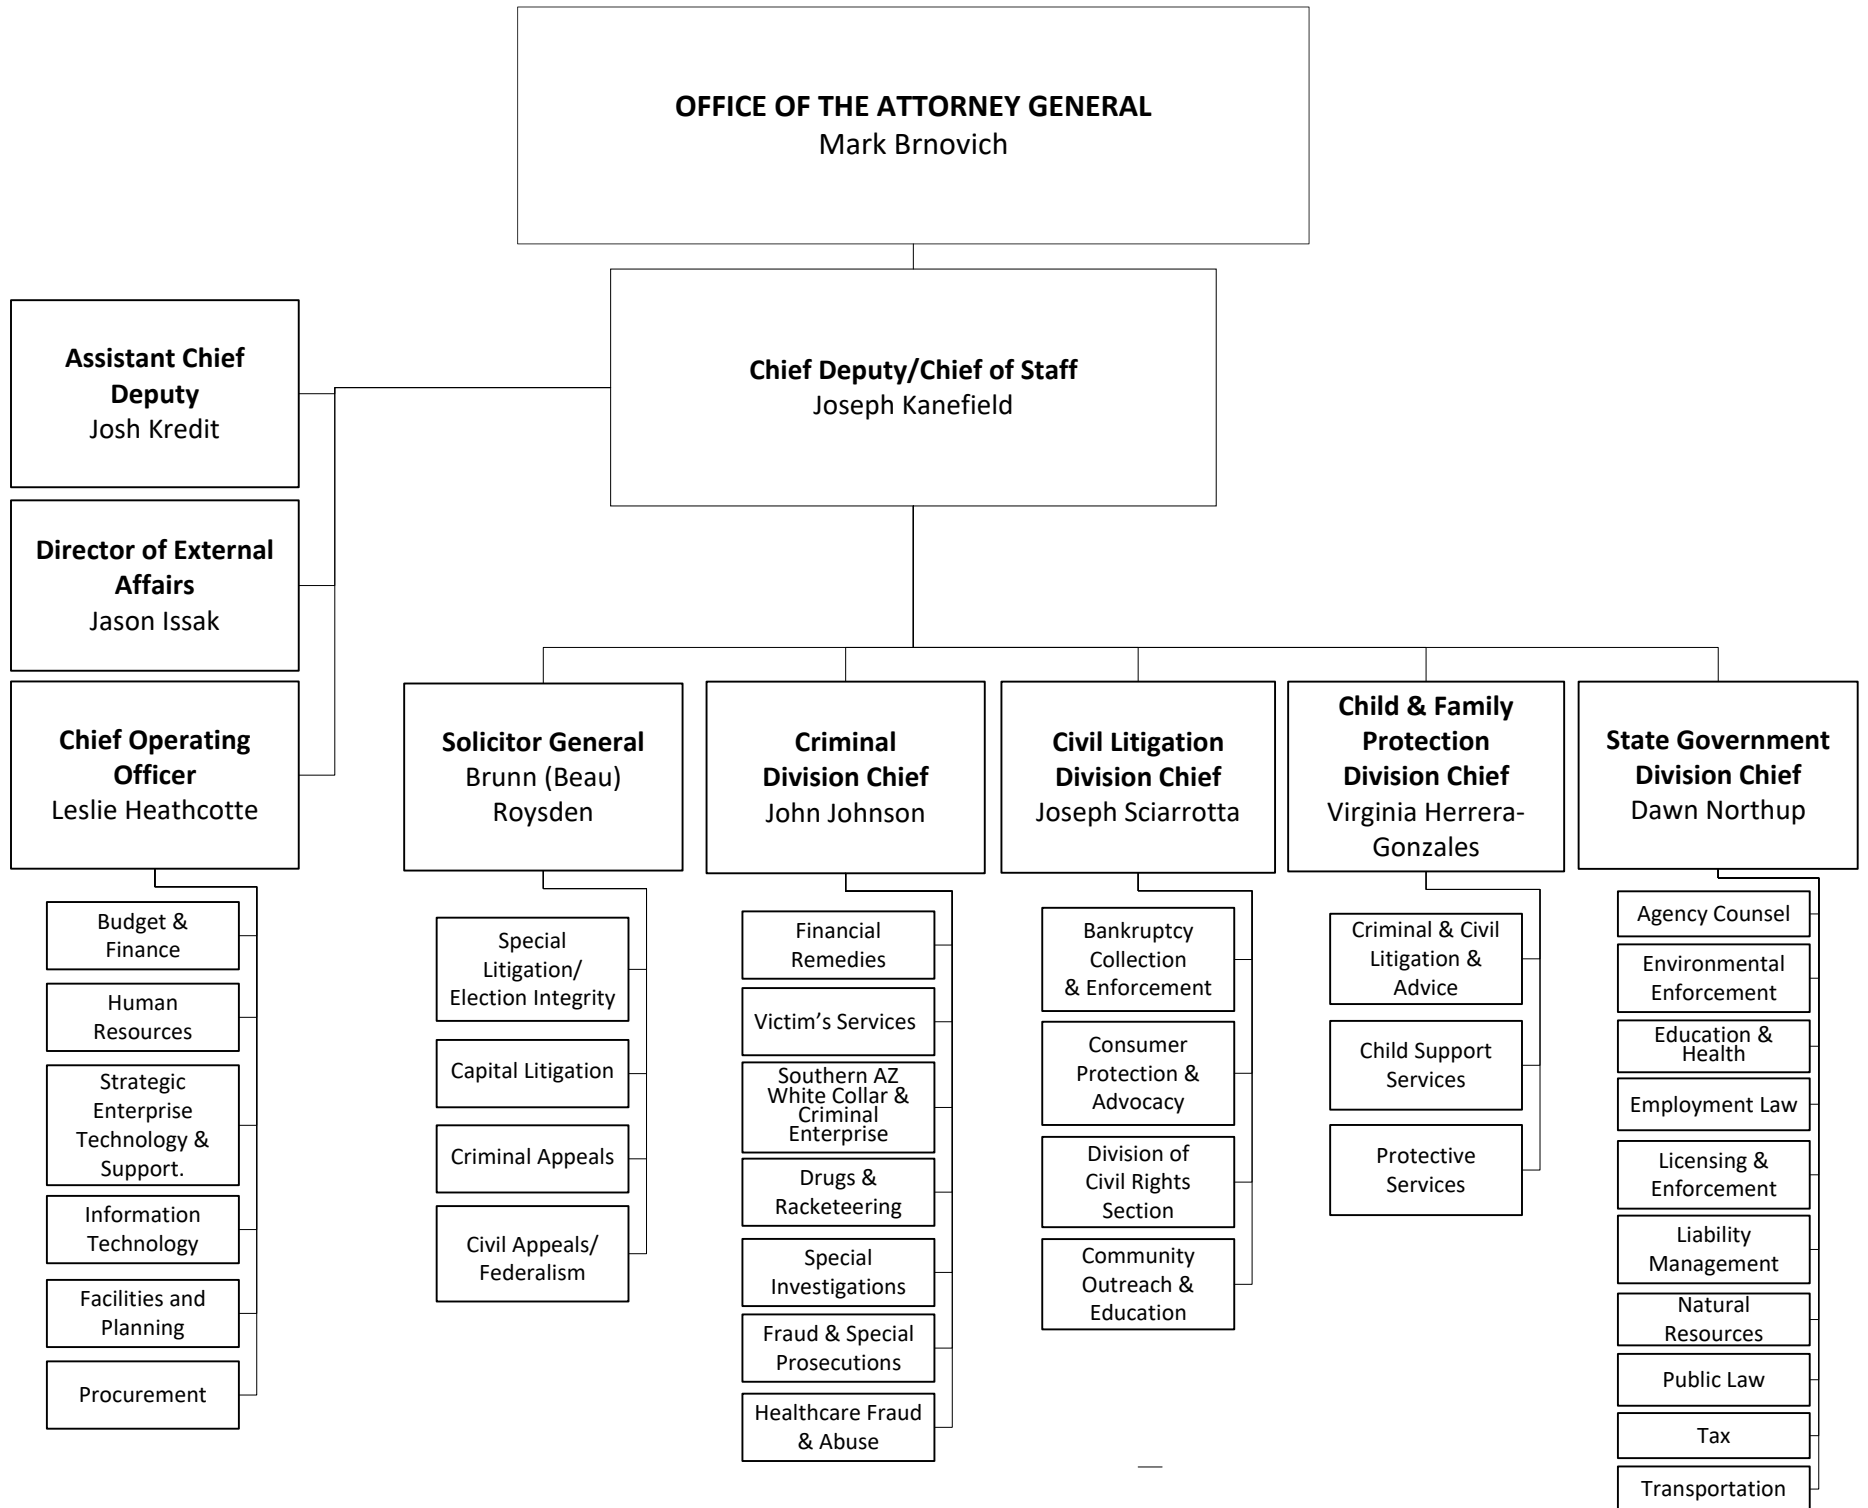 OFFICE OF THE ATTORNEY GENERAL
Mark Brnovich
Chief Deputy/Chief of Staff
Joseph Kanefield
Assistant Chief
Deputy
Josh Kredit
Director of External
Affairs
Jason Issak
Chief Operating
Officer
Leslie Heathcotte
Budget &
Finance
Human
Resources
Strategic
Enterprise
Technology &
Support.
Information
Technology
Facilities and
Planning
Procurement
Solicitor General
Brunn (Beau)
Roysden
Special
Litigation/
Election Integrity
Capital Litigation
Criminal Appeals
Civil Appeals/
Federalism
Criminal
Division Chief
John Johnson
Financial
Remedies
Victim’s Services
Southern AZ
White Collar &
Criminal
Enterprise
Drugs &
Racketeering
Special
Investigations
Fraud & Special
Prosecutions
Healthcare Fraud
& Abuse
Civil Litigation
Division Chief
Joseph Sciarrotta
Bankruptcy
Collection
& Enforcement
Consumer
Protection &
Advocacy
Division of
Civil Rights
Section
Community
Outreach &
Education
Child & Family
Protection
Division Chief
Virginia Herrera-
Gonzales
Criminal & Civil
Litigation &
Advice
Child Support
Services
Protective
Services
State Government
Division Chief
Dawn Northup
Agency Counsel
Environmental
Enforcement
Education &
Health
Employment Law
Licensing &
Enforcement
Liability
Management
Natural
Resources
Public Law
Tax
Transportation